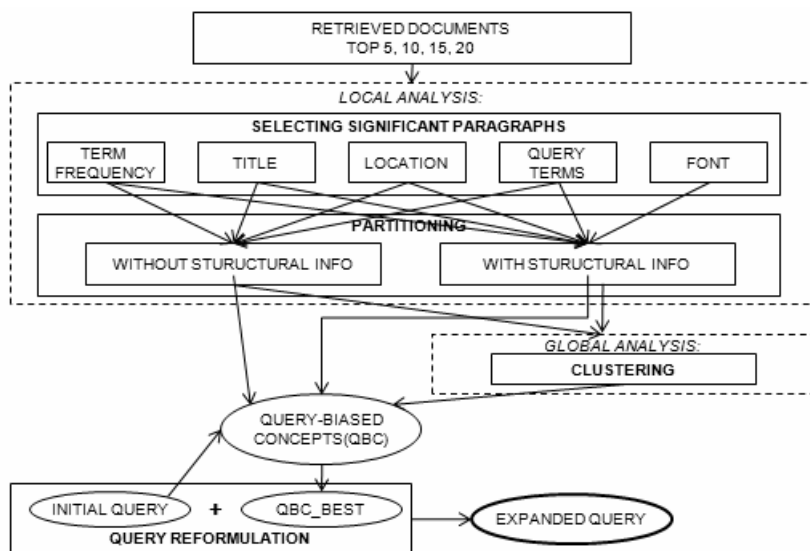 RETRIEVED DOCUMENTS
TOP 5, 10, 15, 20
LOCAL ANALYSIS:
SELECTING SIGNIFICANT PARAGRAPHS
TERM
FREQUENCY
TITLE
LOCATION
QUERY
TERMS
FONT
PARTITIONING
WITHOUT STURUCTURAL INFO
WITH STURUCTURAL INFO
GLOBAL ANALYSIS:
CLUSTERING
QUERY-BIASED
CONCEPTS(QBC)
INITIAL QUERY
+
QBC_BEST
QUERY REFORMULATION
EXPANDED QUERY